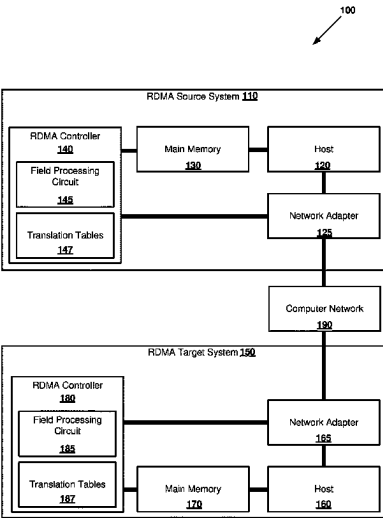 100
RDMA Source System 110
RDMA Controller
140
Field Processing
Circuit
145
Translation Tables
147
Main Memory
130
Host
120
Network Adapter
125
Computer Network
190
RDMA Target System 150
RDMA Controller
180
Field Processing
Circuit
185
Translation Tables
187
Main Memory
170
Network Adapter
165
Host
160